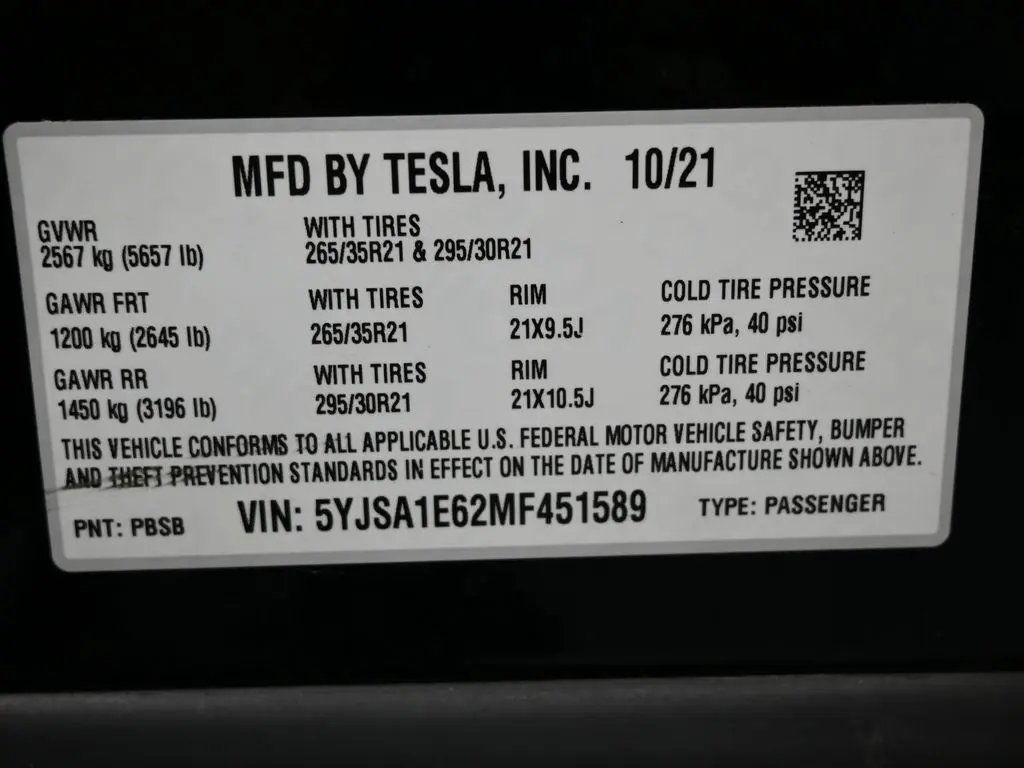 MFD BY TESLA, INC. 10/21
GVWR WITH TIRES
2567 kg (5657 lb) 265/35R21 & 295/30R21
GAWR FRT WITH TIRES RIM COLD TIRE PRESSURE
1200 kg (2645 lb) 265/35R21 21X9.5J 276 kPa, 40 psi
GAWR RR WITH TIRES RIM COLD TIRE PRESSURE
1450 kg (3196 lb) 295/30R21 21X10.5J 276 kPa, 40 psi
THIS VEHICLE CONFORMS TO ALL APPLICABLE U.S. FEDERAL MOTOR VEHICLE SAFETY, BUMPER
AND THEFT PREVENTION STANDARDS IN EFFECT ON THE DATE OF MANUFACTURE SHOWN ABOVE.
PNT: PBSB VIN: 5YJSA1E62MF451589 TYPE: PASSENGER